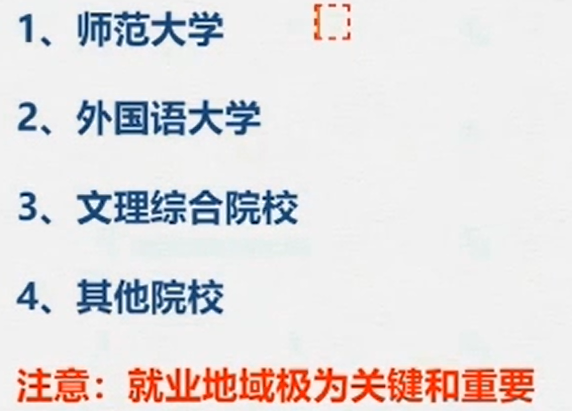 1、师范大学
2、外国语大学
3、文理综合院校
4、其他院校
注意：就业地域极为关键和重要